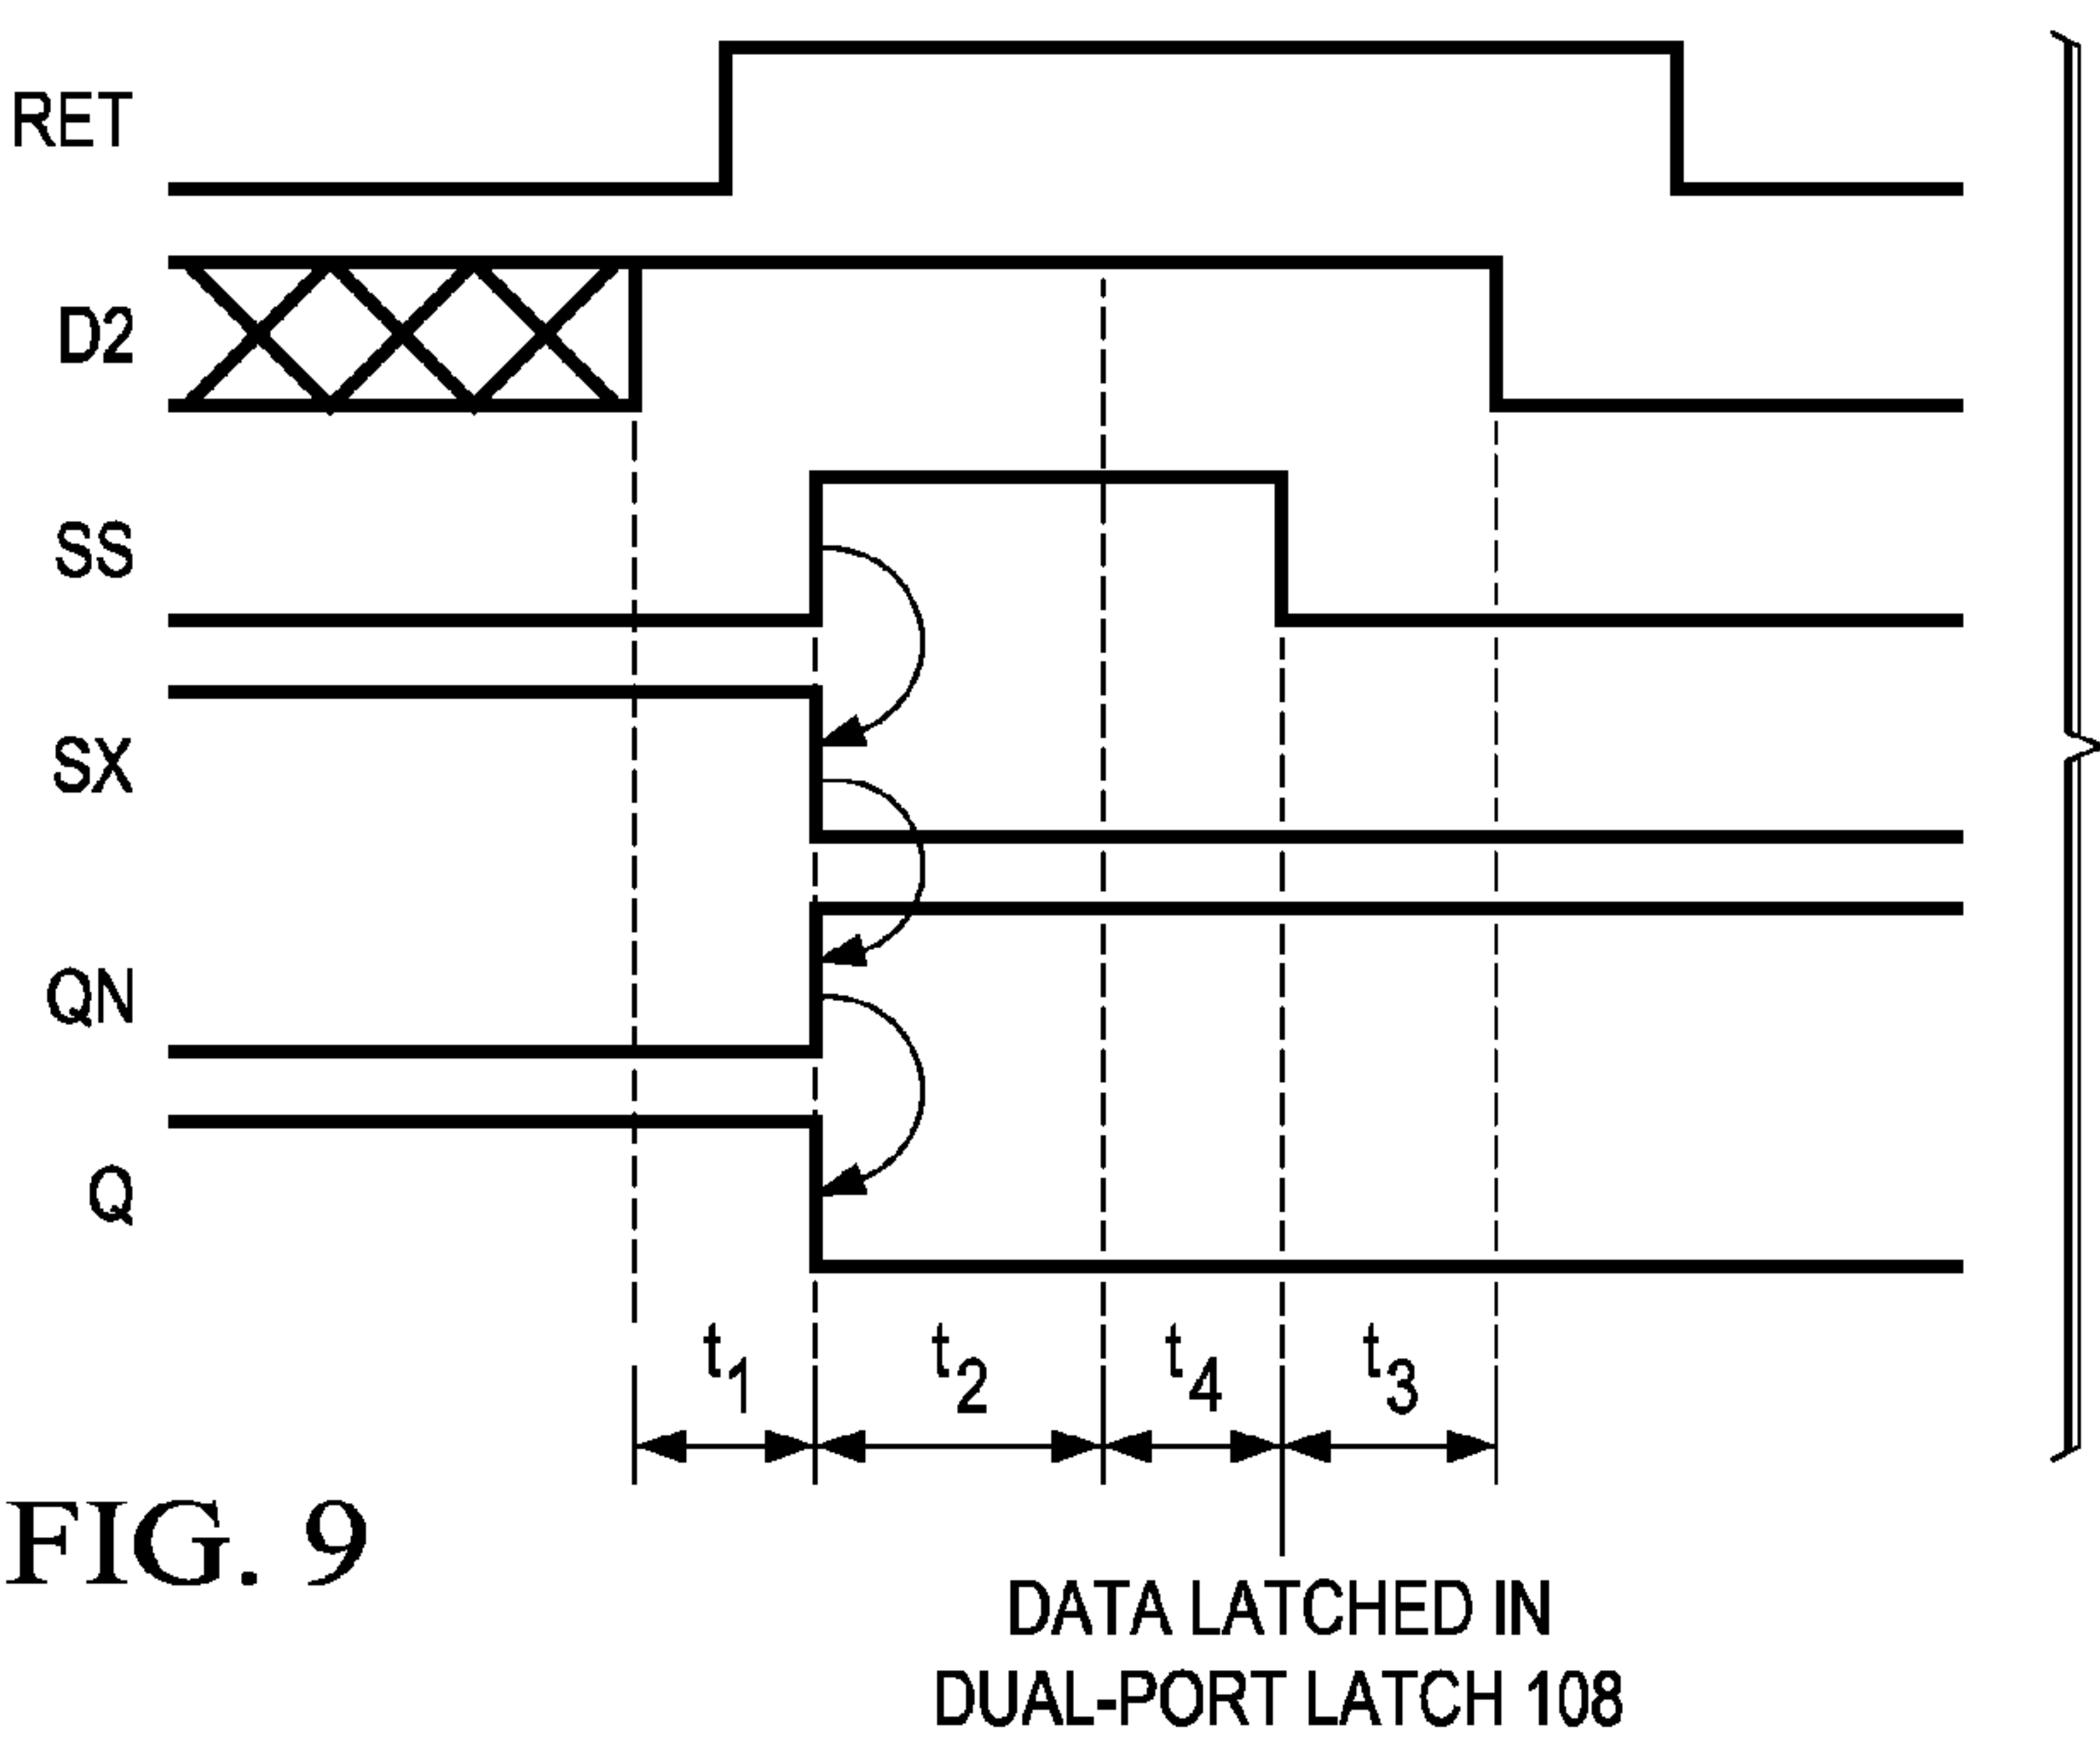 RET
D2
SS
SX
QN
Q
t1 t2 t4 t3
FIG. 9
DATA LATCHED IN
DUAL-PORT LATCH 108